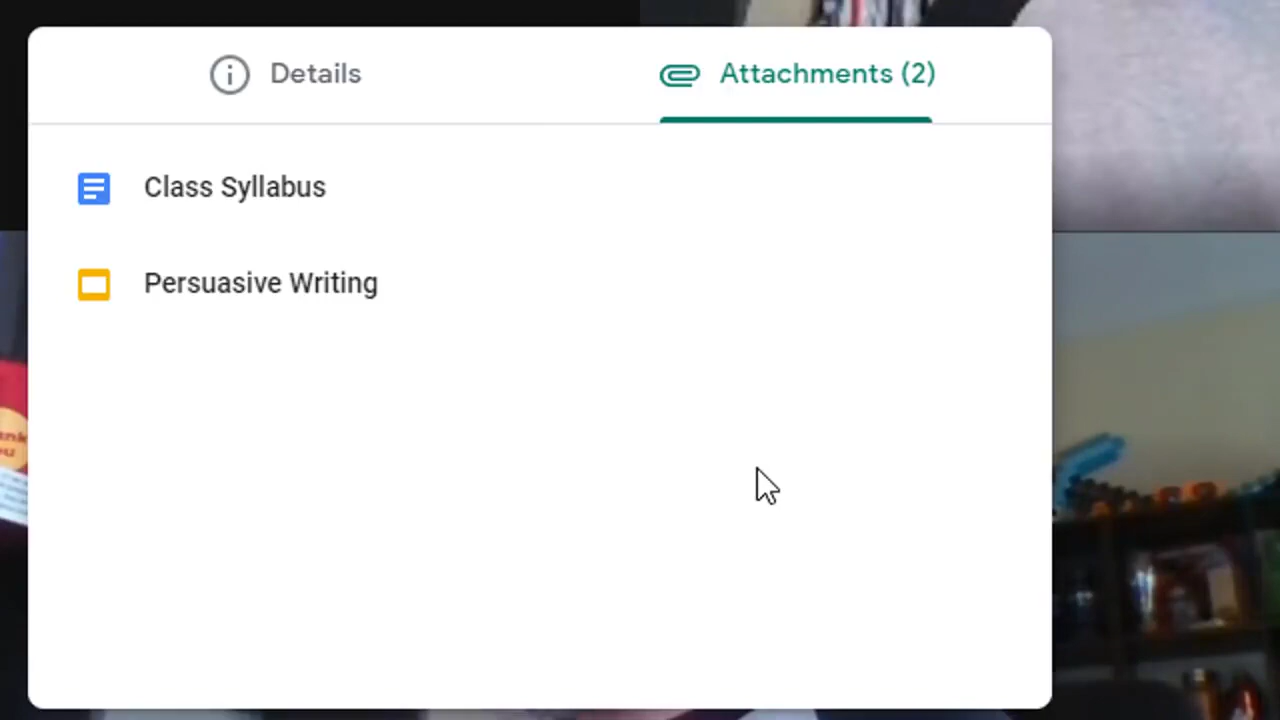 Details
Attachments (2)
Class Syllabus
Persuasive Writing